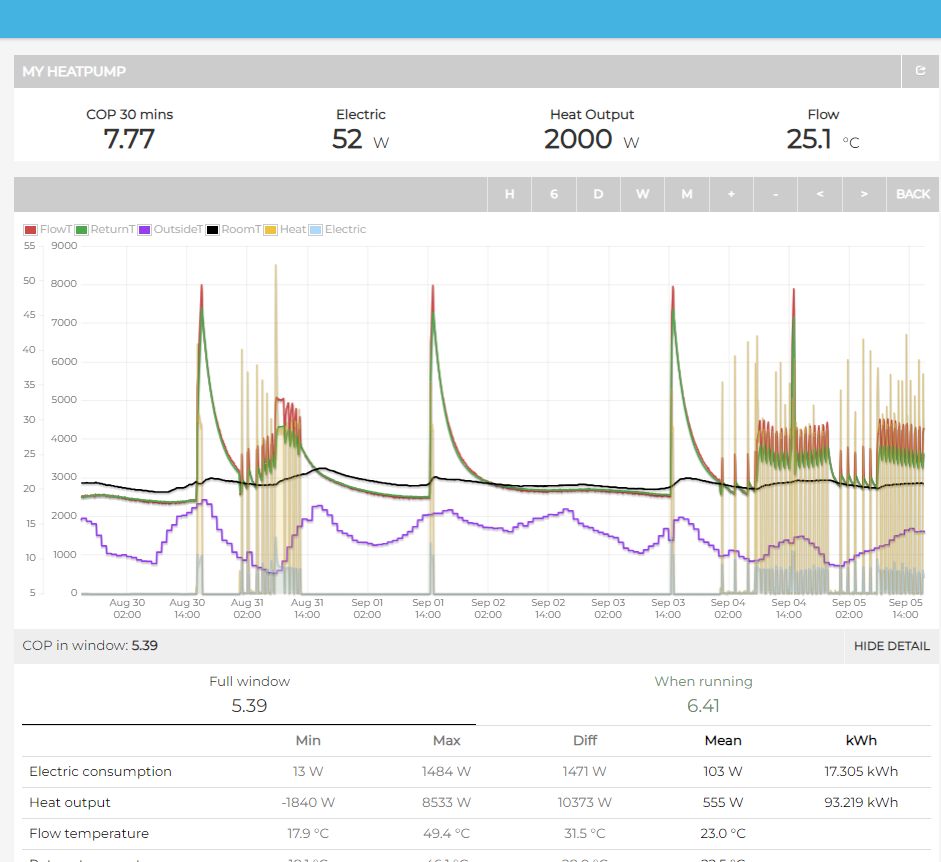 MY HEATPUMP
COP 30 mins Electric Heat Output Flow
7.77 52 W 2000 W 25.1 °C
H 6 D W M + - < > BACK
FlowT ReturnT OutsideT RoomT Heat Electric
55 9000
50 8000
45 7000
40 6000
35 5000
30 4000
25 3000
20 2000
15 1000
10 0
5
Aug 30 Aug 30 Aug 31 Aug 31 Sep 01 Sep 01 Sep 02 Sep 02 Sep 03 Sep 03 Sep 04 Sep 04 Sep 05 Sep 05
02:00 14:00 02:00 14:00 02:00 14:00 02:00 14:00 02:00 14:00 02:00 14:00 02:00 14:00
COP in window: 5.39 HIDE DETAIL
Full window When running
5.39 6.41
Min Max Diff Mean kWh
Electric consumption 13 W 1484 W 1471 W 103 W 17.305 kWh
Heat output -1840 W 8533 W 10373 W 555 W 93.219 kWh
Flow temperature 17.9 °C 49.4 °C 31.5 °C 23.0 °C